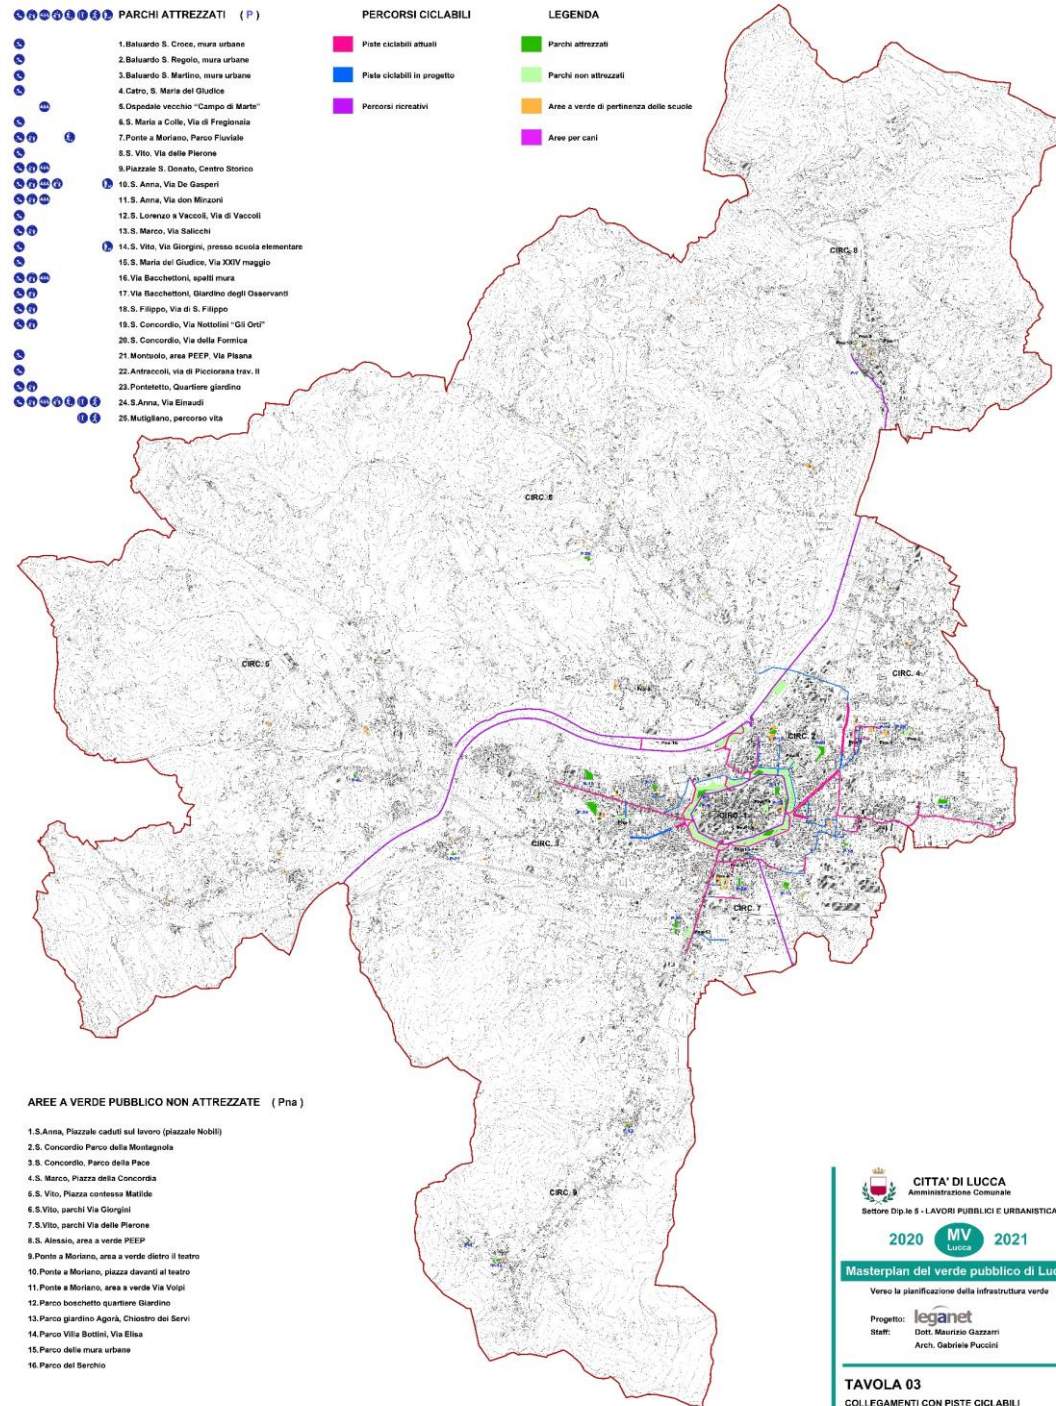 PARCHI ATTREZZATI ( P )
1.Baluardo S. Croce, mura urbane
2.Baluardo S. Regolo, mura urbane
3.Baluardo S. Martino, mura urbane
4.Catro, S. Maria del Giudice
5.Ospedale vecchio "Campo di Marte"
6.S. Maria a Colle, Via di Fregionaia
7.Ponte a Moriano, Parco Fluviale
8.S. Vito, Via delle Pierone
9.Piazzale S. Donato, Centro Storico
10.S. Anna, Via De Gasperi
11.S. Anna, Via don Minzoni
12.S. Lorenzo a Vaccoli, Via di Vaccoli
13.S. Marco, Via Salicchi
14.S. Vito, Via Giorgini, presso scuola elementare
15.S. Maria del Giudice, Via XXIV maggio
16.Via Bacchettoni, spalti mura
17.Via Bacchettoni, Giardino degli Osservanti
18.S. Filippo, Via di S. Filippo
19.S. Concordio, Via Nottolini "Gli Orti"
20.S. Concordio, Via della Formica
21.Montuolo, area PEEP, Via Pisana
22.Antraccoli, via di Picciorana trav. II
23.Pontetetto, Quartiere giardino
24.S.Anna, Via Einaudi
25.Mutigliano, percorso vita
PERCORSI CICLABILI
Piste ciclabili attuali
Piste ciclabili in progetto
Percorsi ricreativi
LEGENDA
Parchi attrezzati
Parchi non attrezzati
Aree a verde di pertinenza delle scuole
Aree per cani
CIRC. 8
CIRC. 6
CIRC. 5
CIRC. 4
CIRC. 2
CIRC. 1
CIRC. 3
CIRC. 7
CIRC. 9
AREE A VERDE PUBBLICO NON ATTREZZATE ( Pna )
1.S.Anna, Piazzale caduti sul lavoro (piazzale Nobili)
2.S. Concordio Parco della Montagnola
3.S. Concordio, Parco della Pace
4.S. Marco, Piazza della Concordia
5.S. Vito, Piazza contessa Matilde
6.S.Vito, parchi Via Giorgini
7.S.Vito, parchi Via delle Pierone
8.S. Alessio, area a verde PEEP
9.Ponte a Moriano, area a verde dietro il teatro
10.Ponte a Moriano, piazza davanti al teatro
11.Ponte a Moriano, area a verde Via Volpi
12.Parco boschetto quartiere Giardino
13.Parco giardino Agorà, Chiostro dei Servi
14.Parco Villa Bottini, Via Elisa
15.Parco delle mura urbane
16.Parco del Serchio
CITTA' DI LUCCA
Amministrazione Comunale
Settore Dip.le 5 - LAVORI PUBBLICI E URBANISTICA
2020 MV Lucca 2021
Masterplan del verde pubblico di Luc
Verso la pianificazione della infrastruttura verde
Progetto: leganet
Staff: Dott. Maurizio Gazzarri
Arch. Gabriele Puccini
TAVOLA 03
COLLEGAMENTI CON PISTE CICLABILI